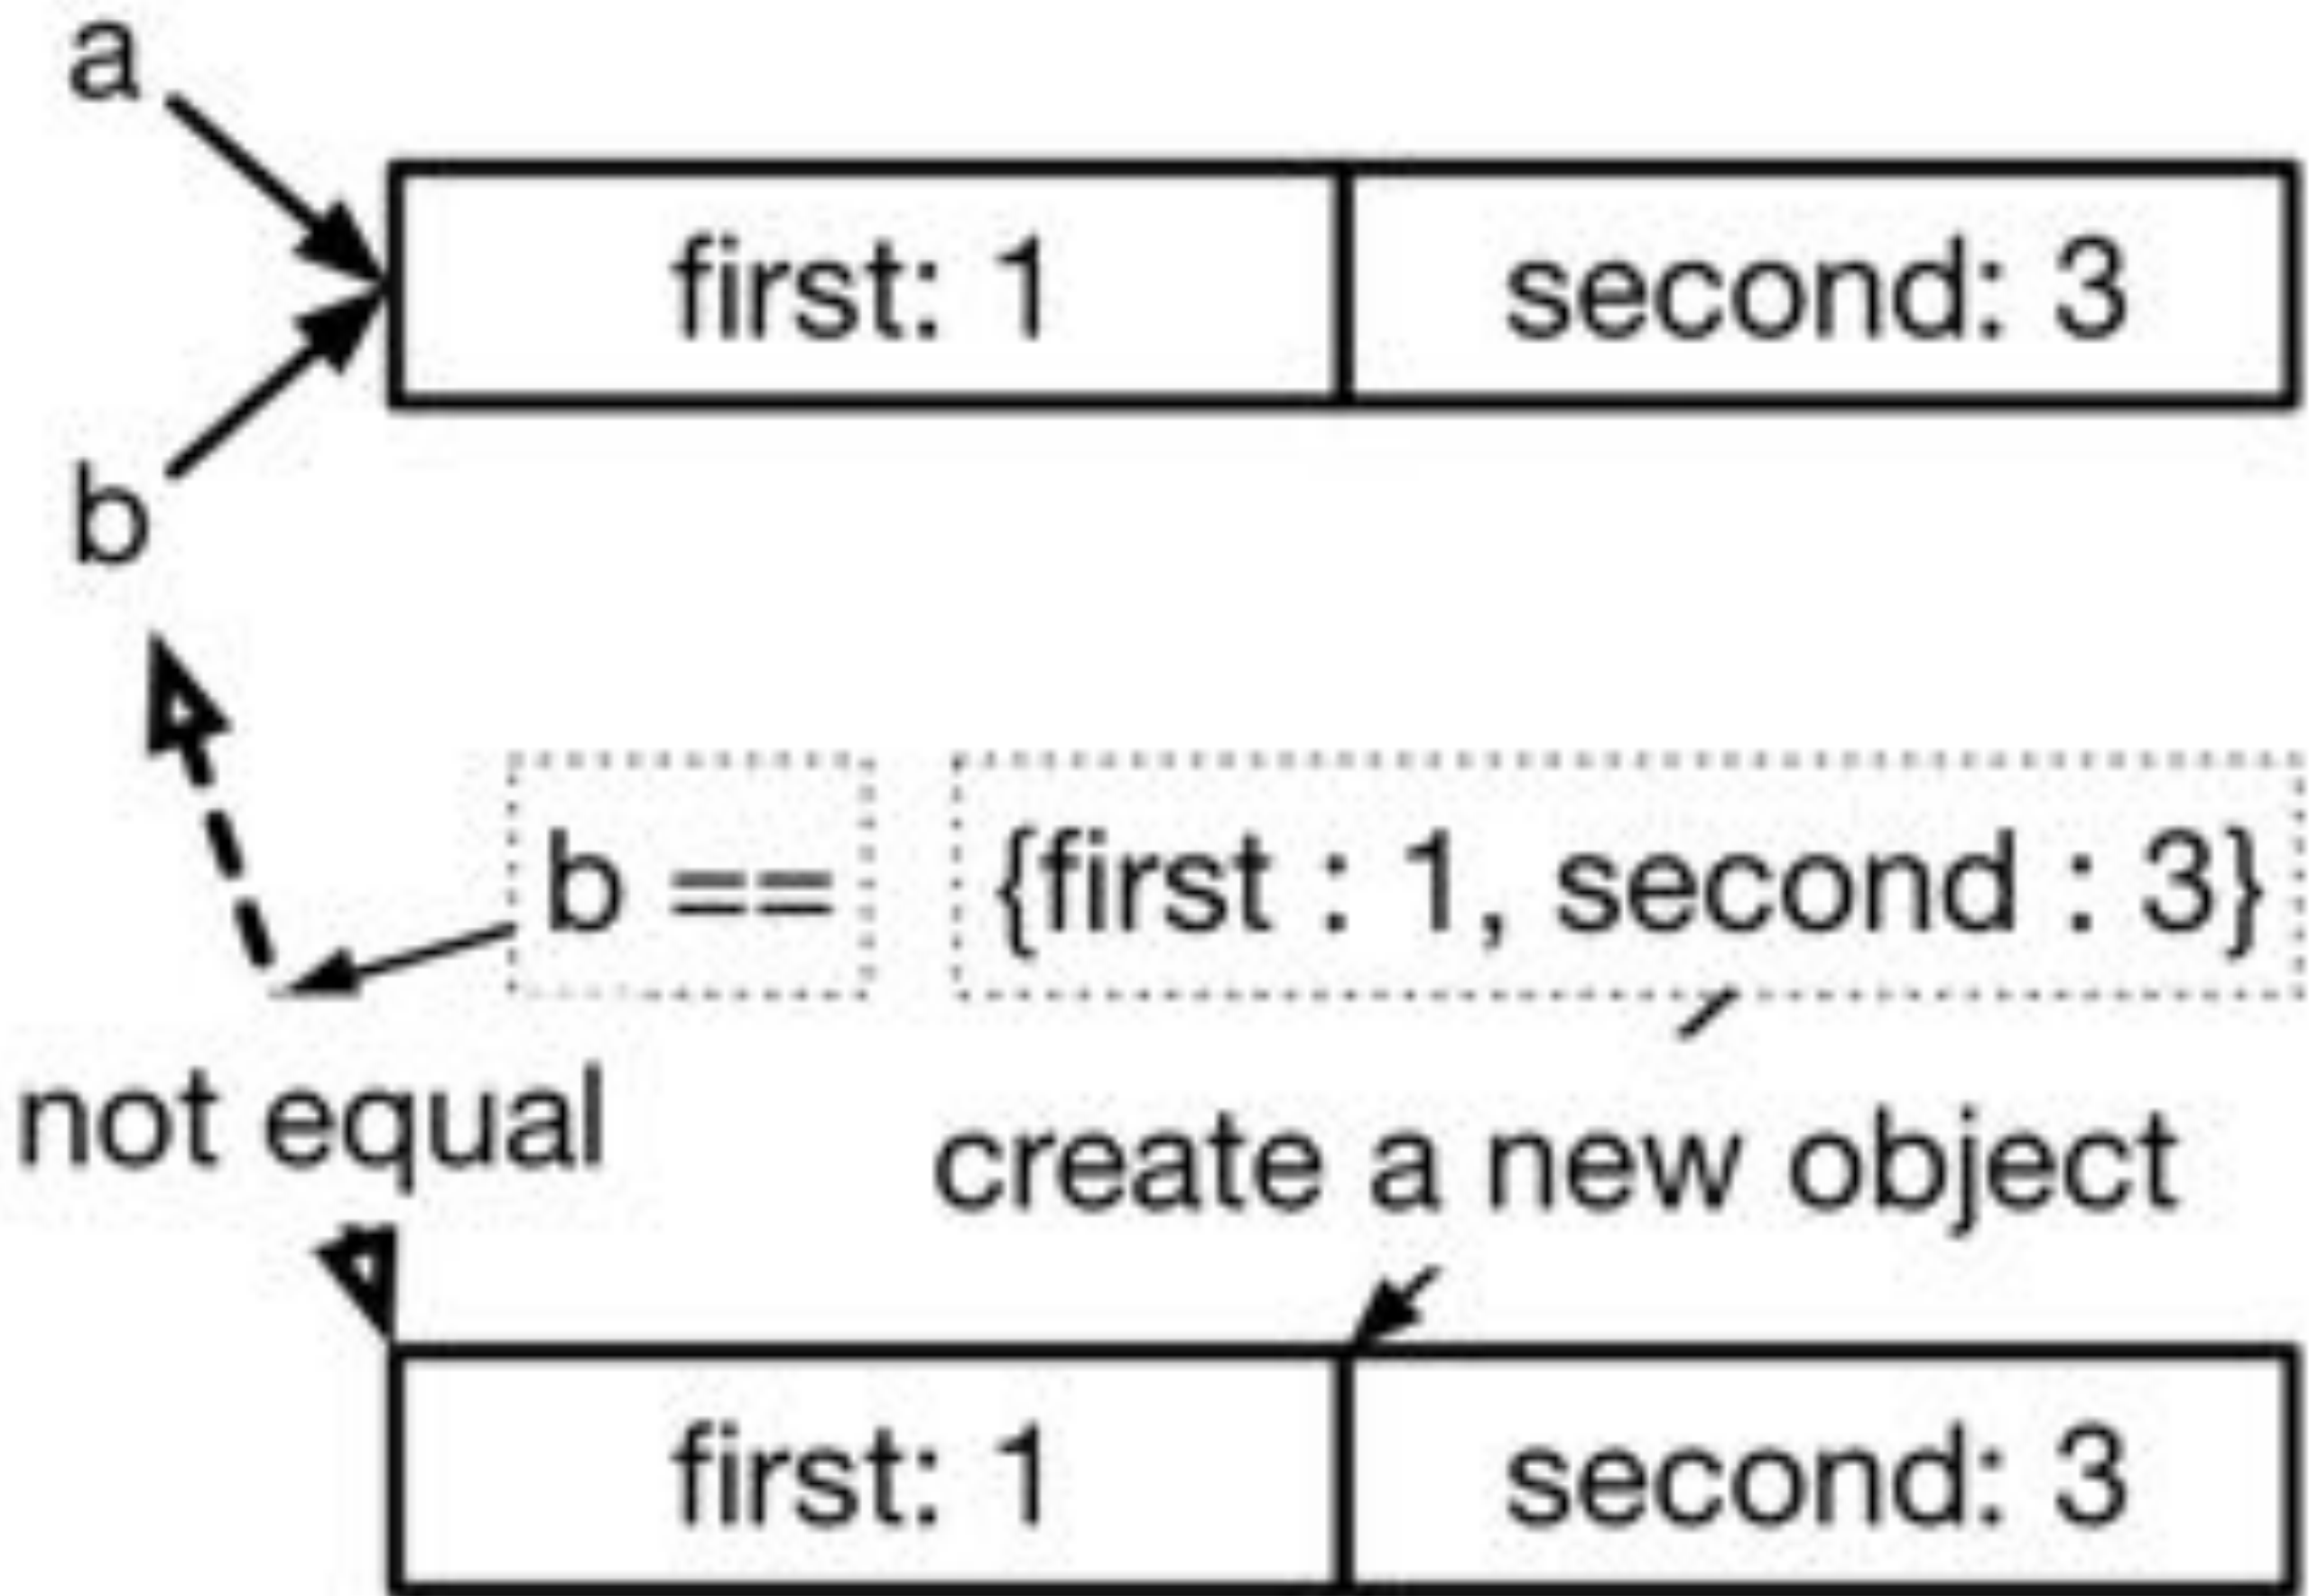 a
first: 1 second: 3
b
b == {first : 1, second : 3}
not equal
create a new object
first: 1 second: 3